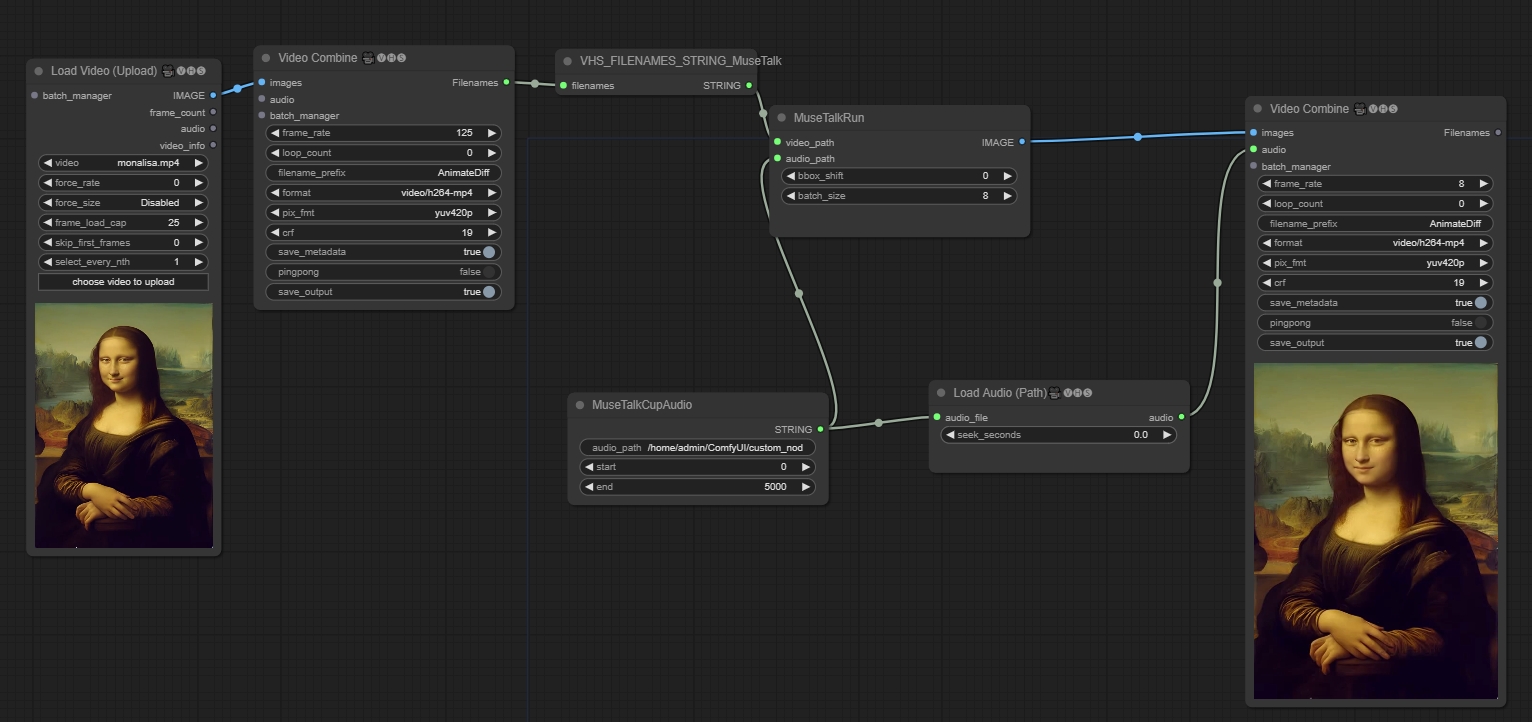 Load Video (Upload) 🎥🅥🅗🅢
batch_manager IMAGE
frame_count
audio
video_info
video monalisa.mp4
force_rate 0
force_size Disabled
frame_load_cap 25
skip_first_frames 0
select_every_nth 1
choose video to upload
Video Combine 🎥🅥🅗🅢
images Filenames
audio
batch_manager
frame_rate 125
loop_count 0
filename_prefix AnimateDiff
format video/h264-mp4
pix_fmt yuv420p
crf 19
save_metadata true
pingpong false
save_output true
VHS_FILENAMES_STRING_MuseTalk
filenames STRING
MuseTalkRun
video_path IMAGE
audio_path
bbox_shift 0
batch_size 8
MuseTalkCupAudio
STRING
audio_path /home/admin/ComfyUI/custom_nod
start 0
end 5000
Load Audio (Path)🎥🅥🅗🅢
audio_file audio
seek_seconds 0.0
Video Combine 🎥🅥🅗🅢
images Filenames
audio
batch_manager
frame_rate 8
loop_count 0
filename_prefix AnimateDiff
format video/h264-mp4
pix_fmt yuv420p
crf 19
save_metadata true
pingpong false
save_output true